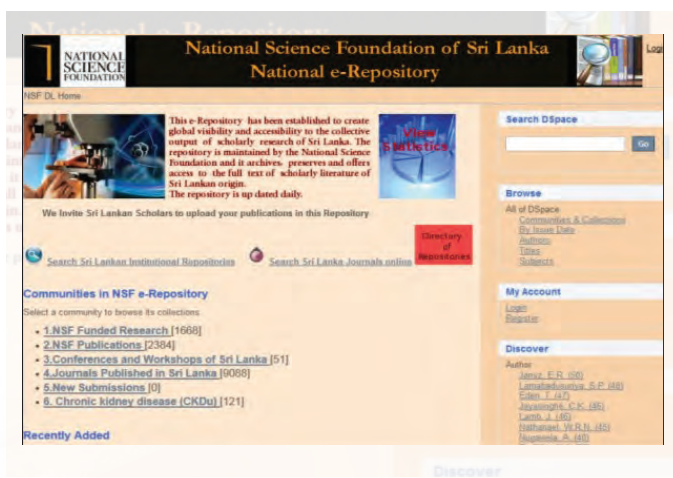 NATIONAL
SCIENCE
FOUNDATION
National Science Foundation of Sri Lanka
National e-Repository
NSF DL Home
This e-Repository has been established to create
global visibility and accessibility to the collective
output of scholarly research of Sri Lanka. The
repository is maintained by the National Science
Foundation and it archives, preserves and offers
access to the full text of scholarly literature of
Sri Lankan origin.
The repository is up dated daily.
View
Statistics
We Invite Sri Lankan Scholars to upload your publications in this Repository
Search Sri Lankan Institutional Repositories
Search Sri Lanka Journals online
Directory
of
Repositories
Communities in NSF e-Repository
Select a community to browse its collections.
1.NSF Funded Research [1668]
2.NSF Publications [2384]
3.Conferences and Workshops of Sri Lanka [51]
4.Journals Published in Sri Lanka [9088]
5.New Submissions [0]
6. Chronic kidney disease (CKDu) [121]
Recently Added
Search DSpace
Go
Browse
All of DSpace
Communities & Collections
By Issue Date
Authors
Titles
Subjects
My Account
Login
Register
Discover
Author
Jansz, E.R.
Lamabadusuriya, S.P. (48)
Eden, T. (47)
Jayasinghe, C.K. (46)
Lamb, J. (46)
Nathanael, W.R.N. (45)
Nugawela, A. (40)
Discover